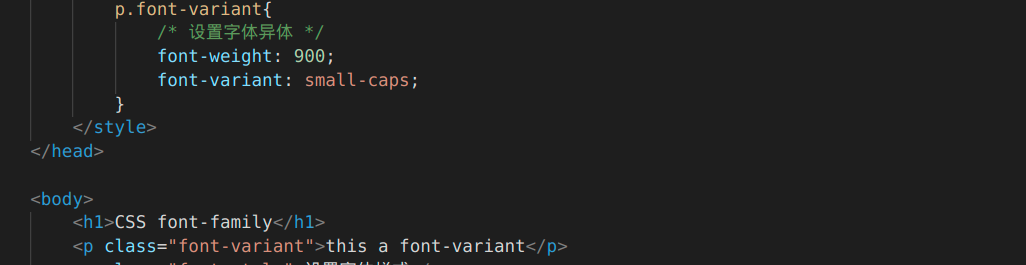 p.font-variant{
/* 设置字体异体 */
font-weight: 900;
font-variant: small-caps;
}
</style>
</head>
<body>
<h1>CSS font-family</h1>
<p class="font-variant">this a font-variant</p>